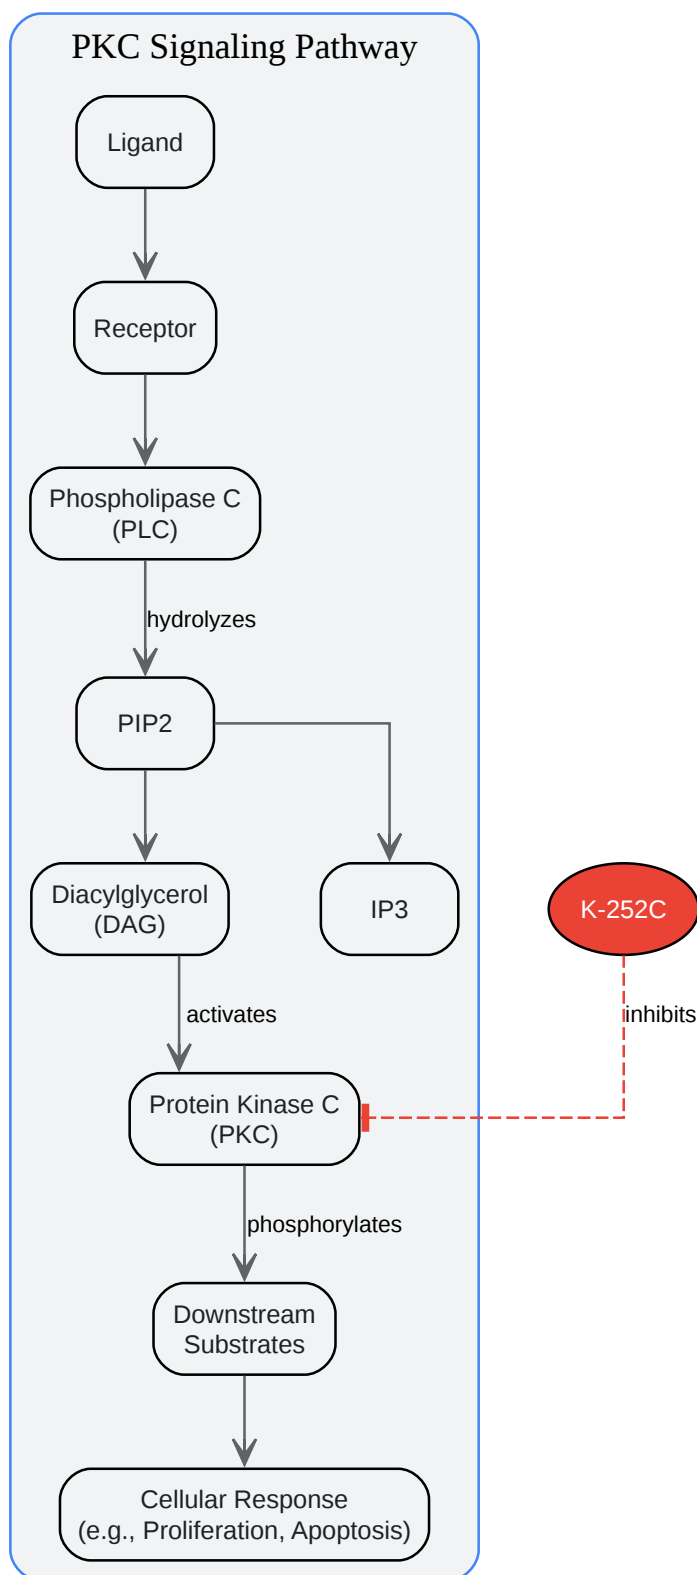 PKC Signaling Pathway
Ligand
Receptor
Phospholipase C
(PLC)
hydrolyzes
PIP2
Diacylglycerol
(DAG)
IP3
K-252C
activates
inhibits
Protein Kinase C
(PKC)
phosphorylates
Downstream
Substrates
Cellular Response
(e.g., Proliferation, Apoptosis)